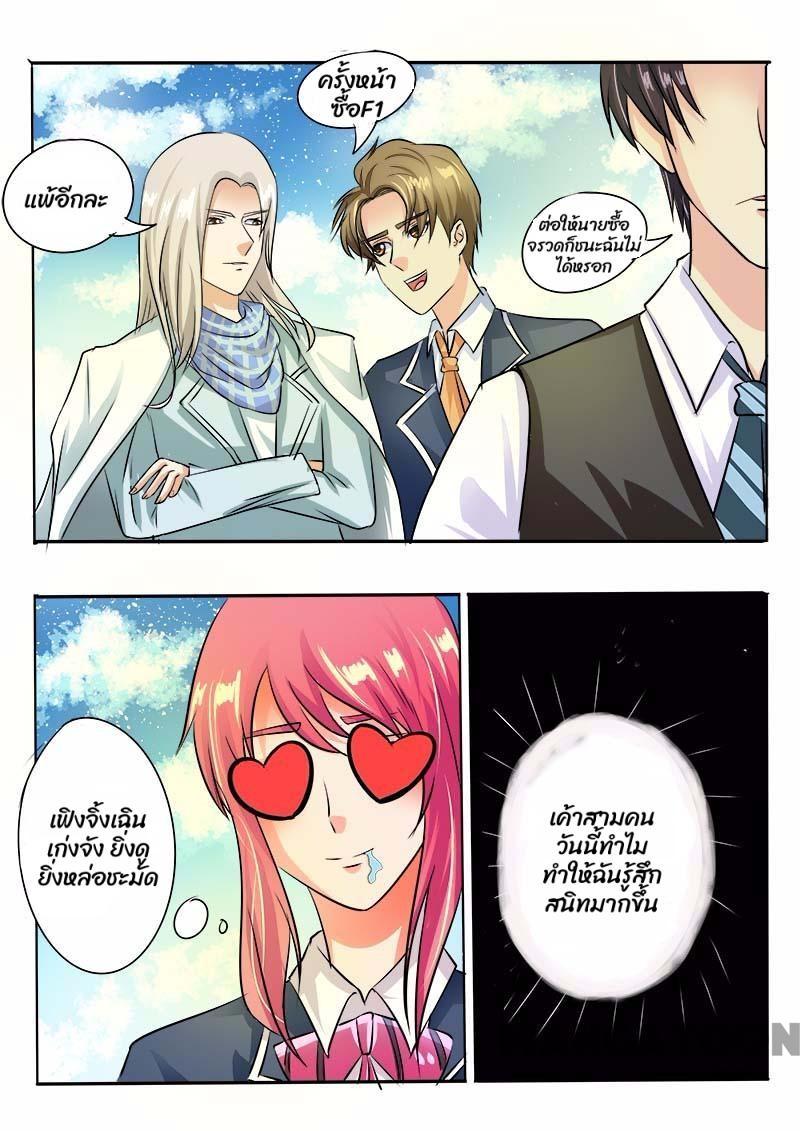 แพ้อีกละ
ครั้งหน้า
ซื้อF1
ต่อให้นายซื้อ
จรวดก็ชนะฉันไม่
ได้หรอก
เฟิงจิ้งเฉิน
เก่งจัง ยิ่งดู
ยิ่งหล่อชะมัด
เค้าสามคน
วันนี้ทำไม
ทำให้ฉันรู้สึก
สนิทมากขึ้น